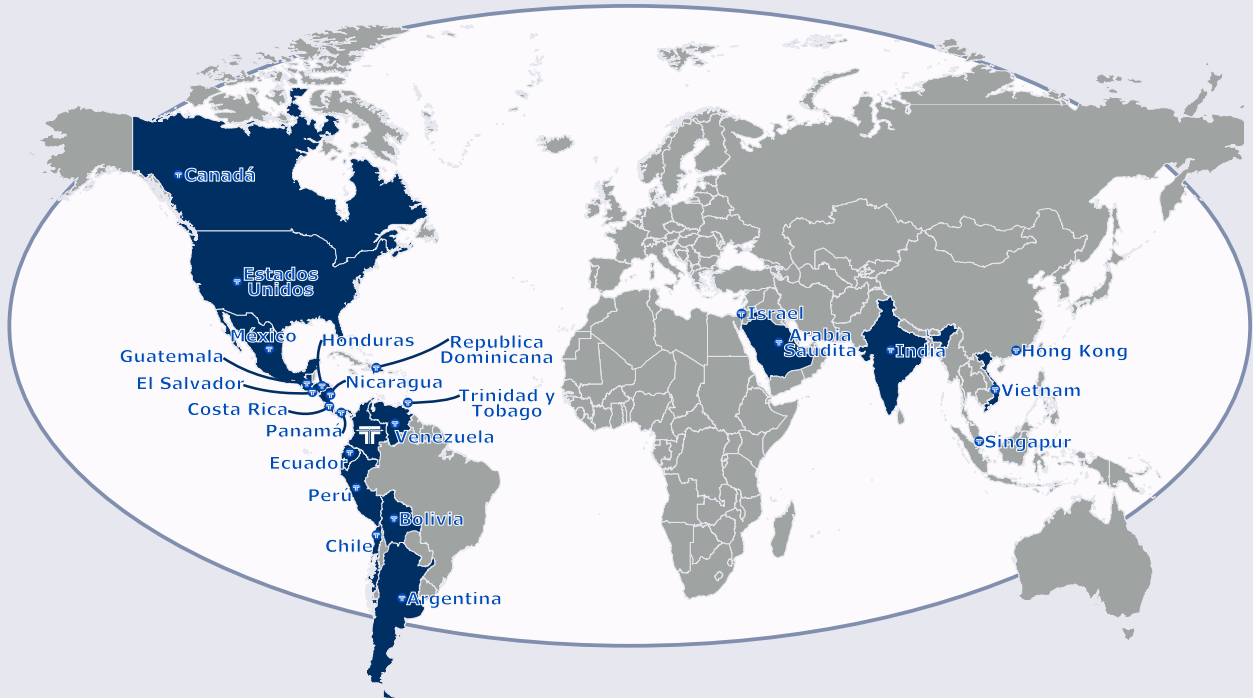 Canadá
Estados
Unidos
México
Honduras
Republica
Dominicana
Guatemala
El Salvador
Nicaragua
Trinidad y
Tobago
Costa Rica
Panamá
Venezuela
Ecuador
Perú
Bolivia
Chile
Argentina
Israel
Arabia
Saudita
India
Hong Kong
Vietnam
Singapur